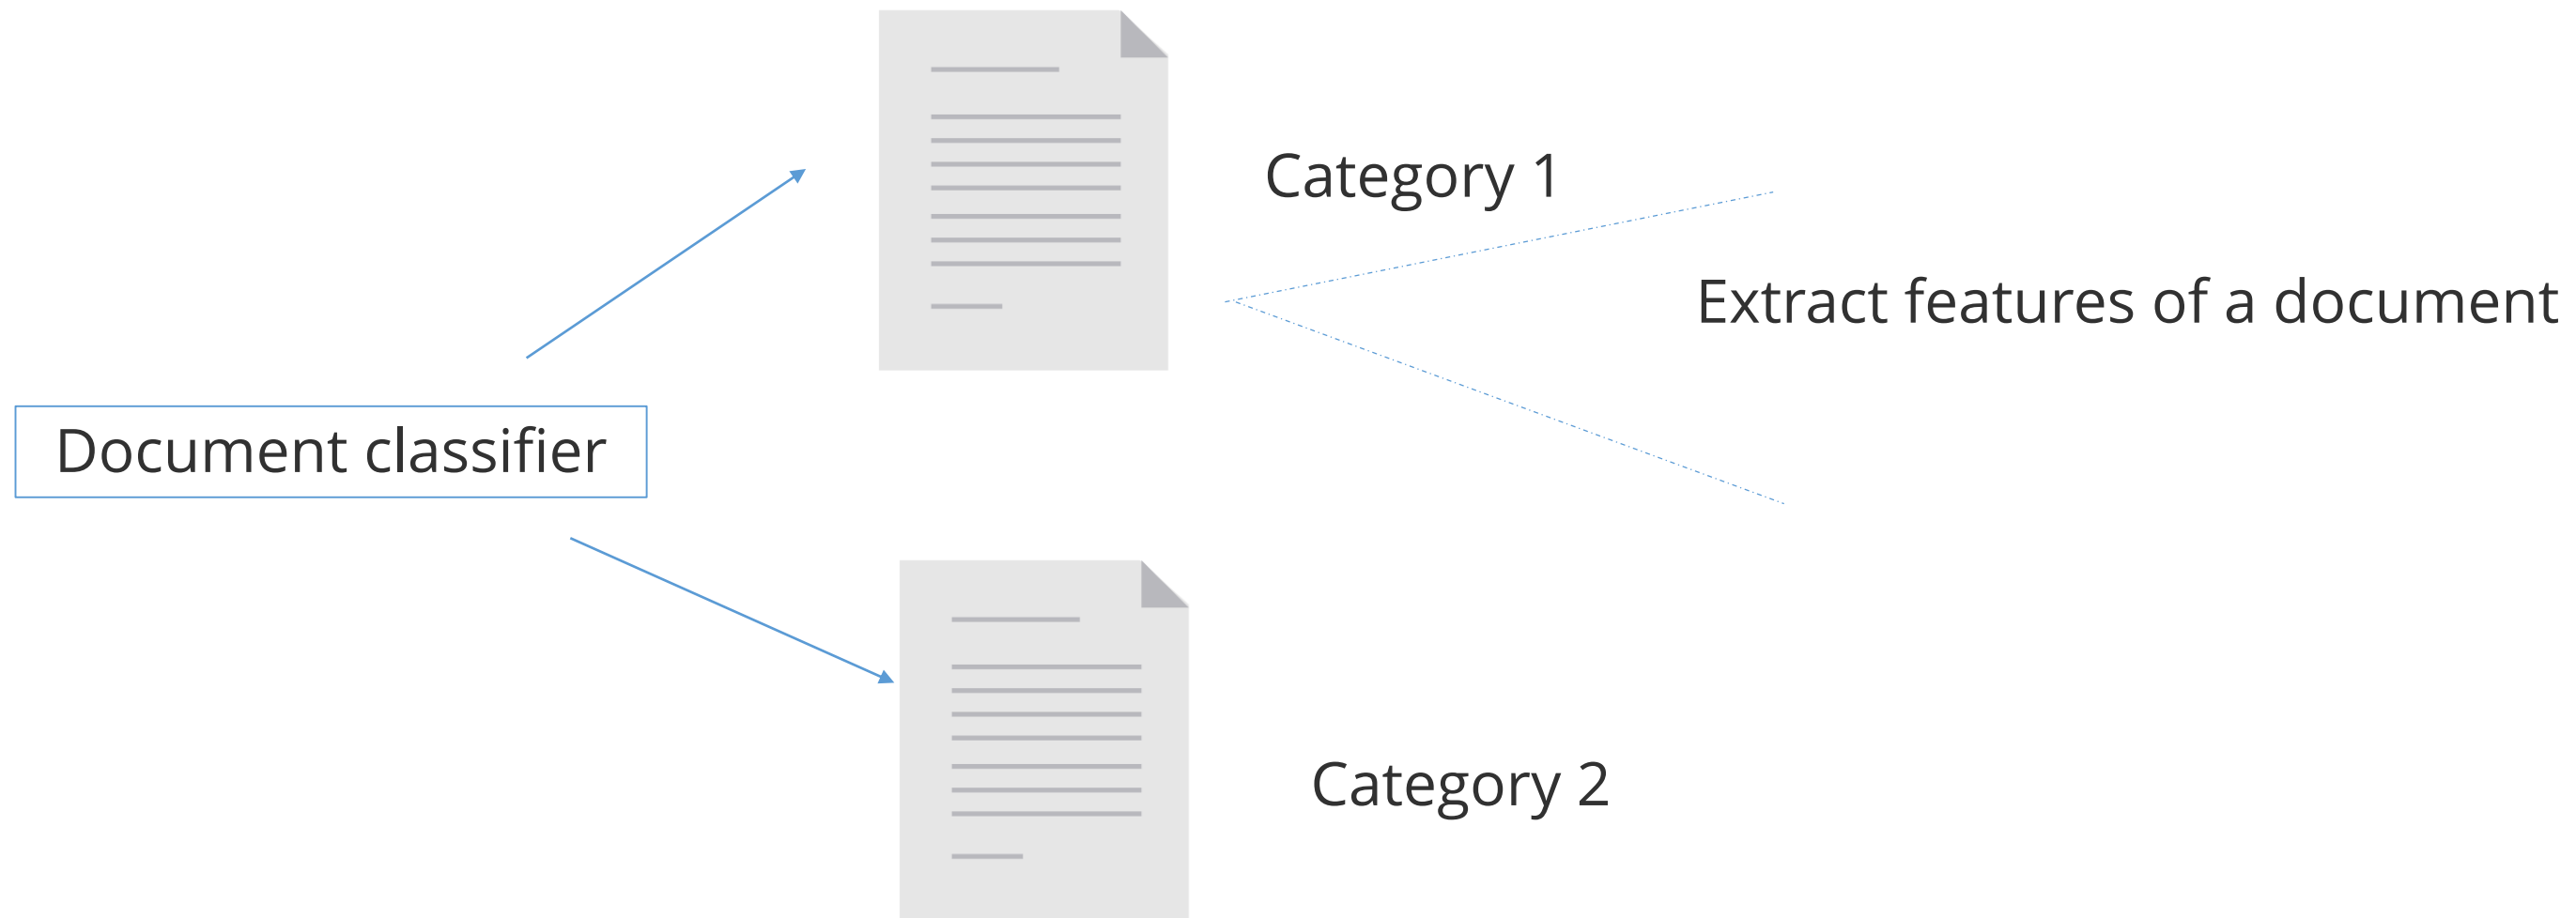 Category 1
Extract features of a document
Document classifier
Category 2